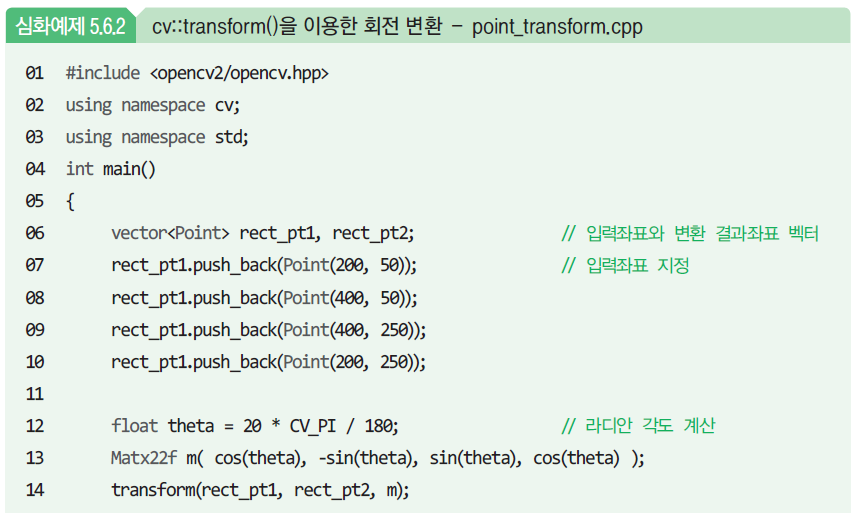 심화예제 5.6.2 cv::transform()을 이용한 회전 변환 - point_transform.cpp
01 #include <opencv2/opencv.hpp>
02 using namespace cv;
03 using namespace std;
04 int main()
05 {
06 vector<Point> rect_pt1, rect_pt2; // 입력좌표와 변환 결과좌표 벡터
07 rect_pt1.push_back(Point(200, 50)); // 입력좌표 지정
08 rect_pt1.push_back(Point(400, 50));
09 rect_pt1.push_back(Point(400, 250));
10 rect_pt1.push_back(Point(200, 250));
11
12 float theta = 20 * CV_PI / 180; // 라디안 각도 계산
13 Matx22f m( cos(theta), -sin(theta), sin(theta), cos(theta) );
14 transform(rect_pt1, rect_pt2, m);